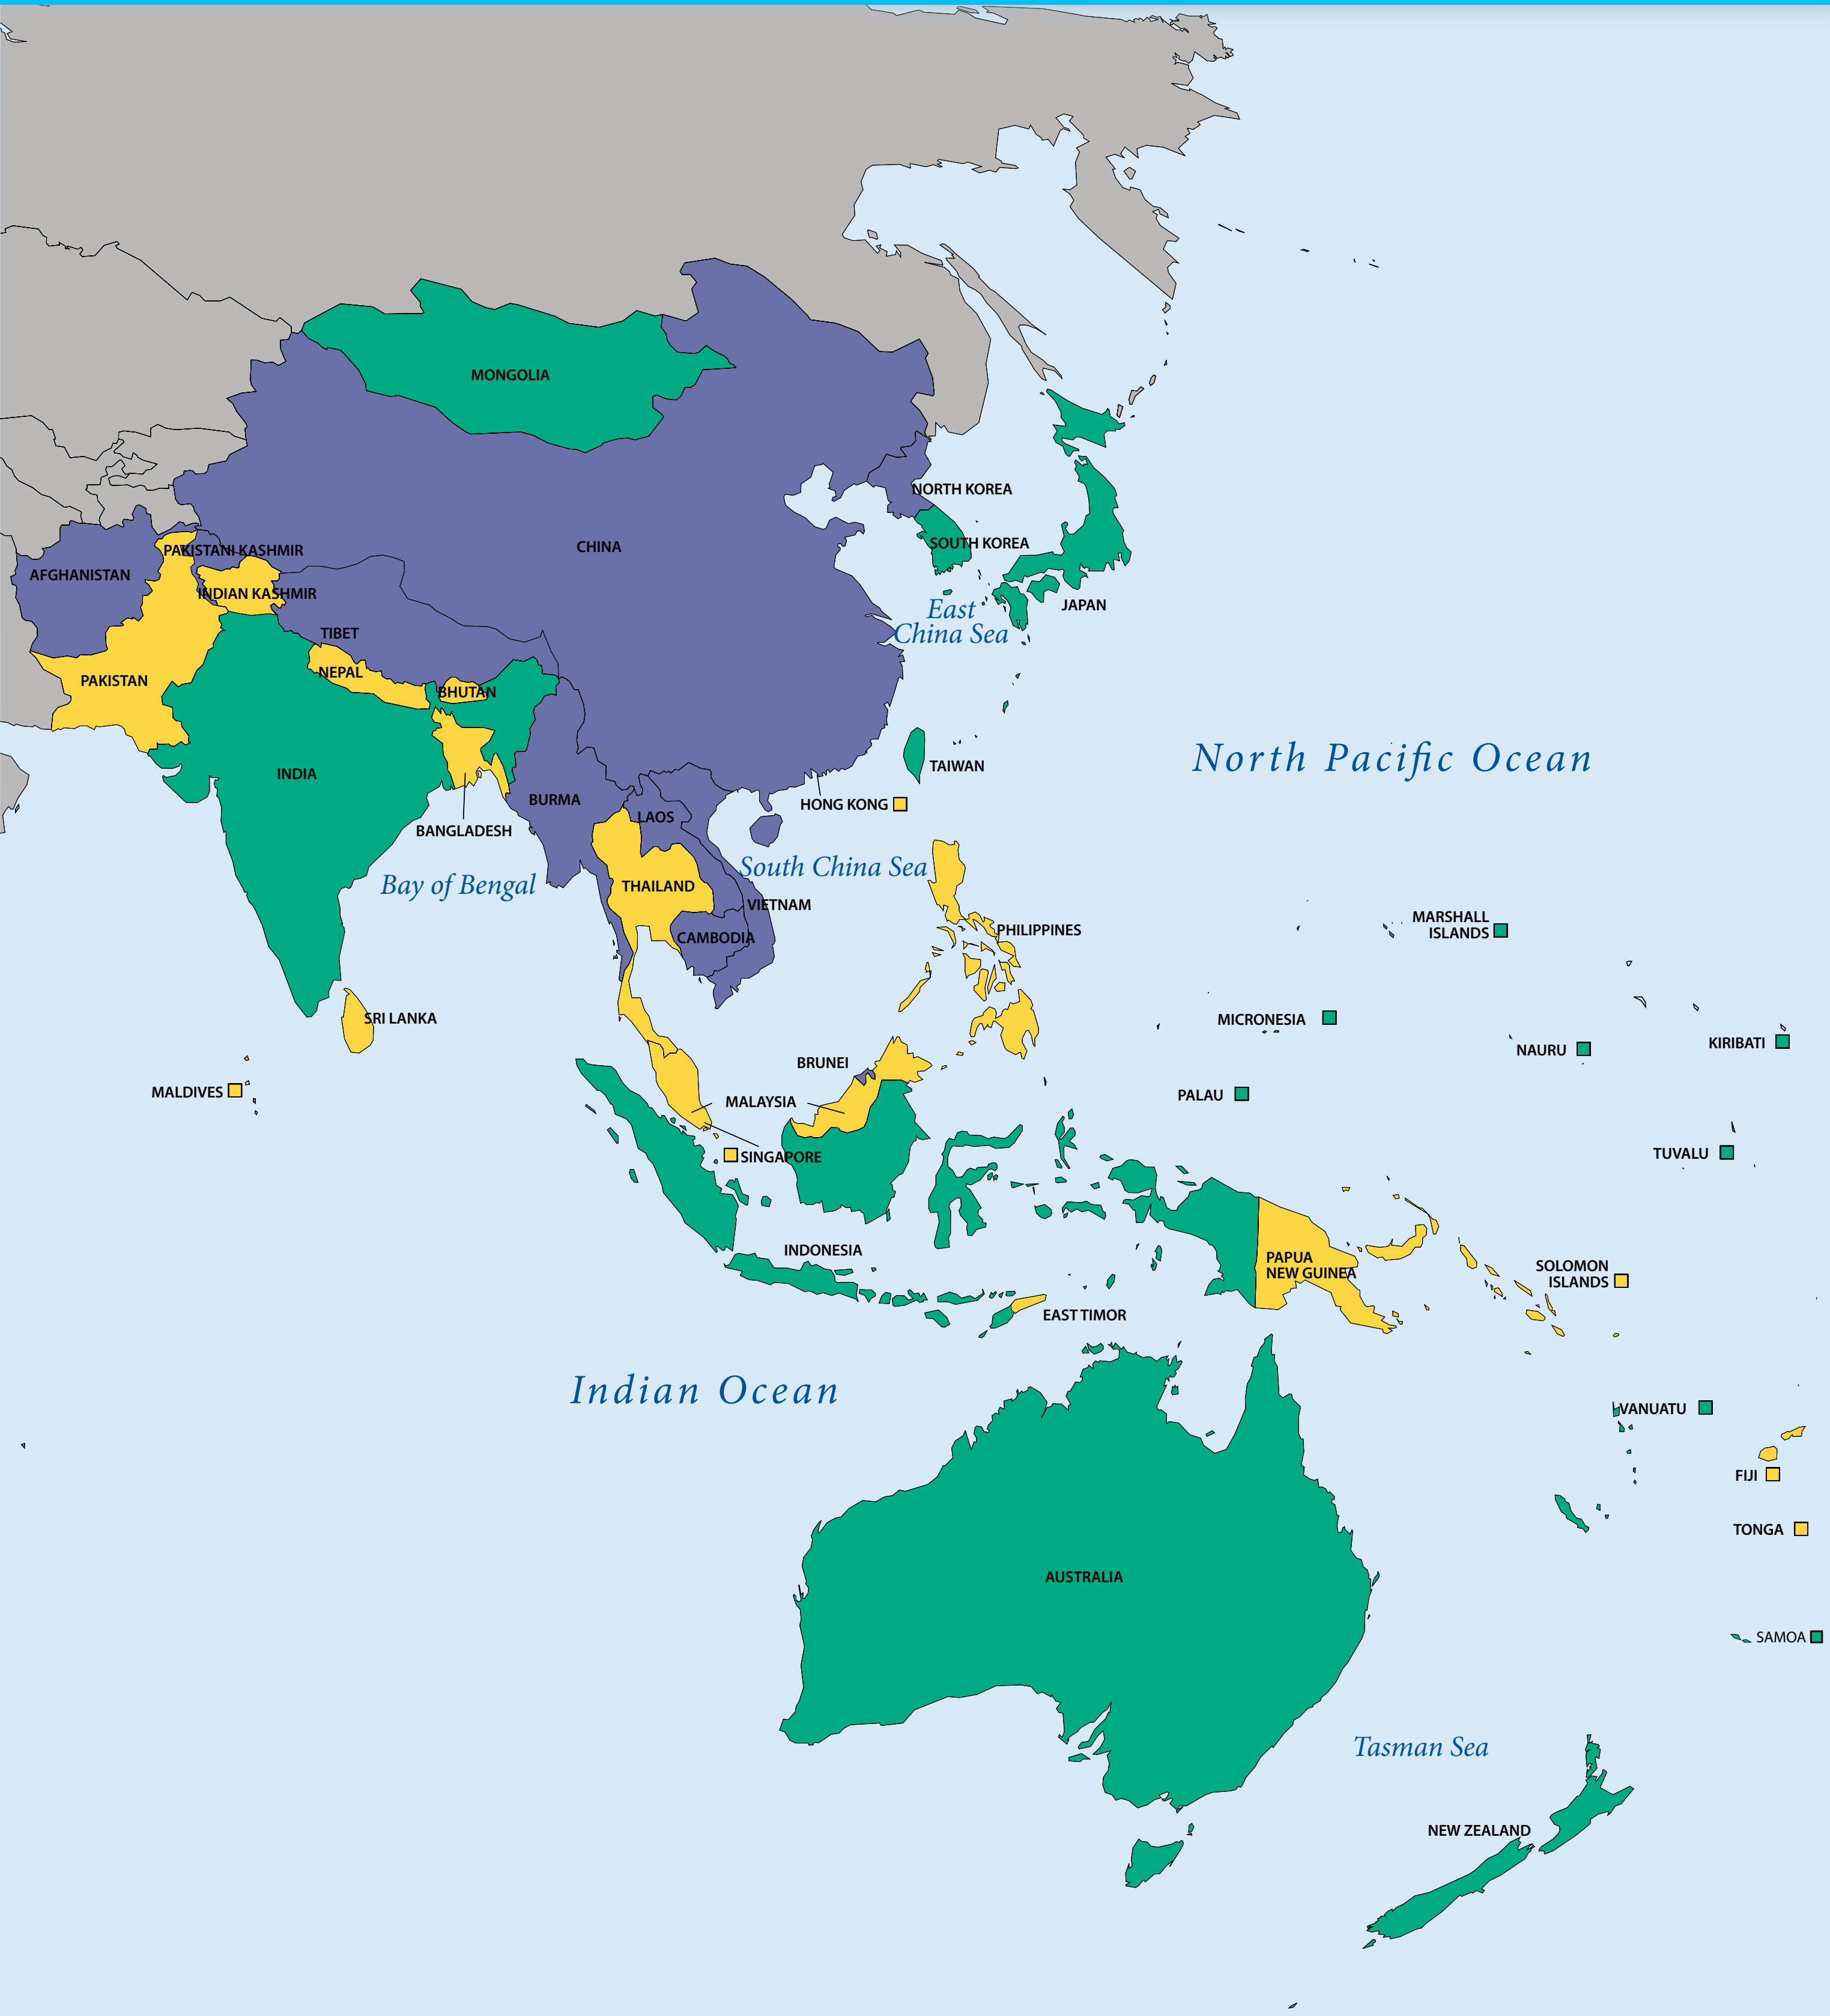 MONGOLIA
NORTH KOREA
CHINA
SOUTH KOREA
PAKISTANI KASHMIR
AFGHANISTAN
INDIAN KASHMIR
JAPAN
East
China Sea
TIBET
NEPAL
PAKISTAN
BHUTAN
North Pacific Ocean
TAIWAN
INDIA
BURMA
HONG KONG
LAOS
BANGLADESH
South China Sea
Bay of Bengal
THAILAND
VIETNAM
MARSHALL
ISLANDS
PHILIPPINES
CAMBODIA
SRI LANKA
MICRONESIA
KIRIBATI
NAURU
BRUNEI
MALDIVES
PALAU
MALAYSIA
TUVALU
SINGAPORE
INDONESIA
PAPUA
NEW GUINEA
SOLOMON
ISLANDS
EAST TIMOR
Indian Ocean
VANUATU
FIJI
TONGA
AUSTRALIA
SAMOA
Tasman Sea
NEW ZEALAND